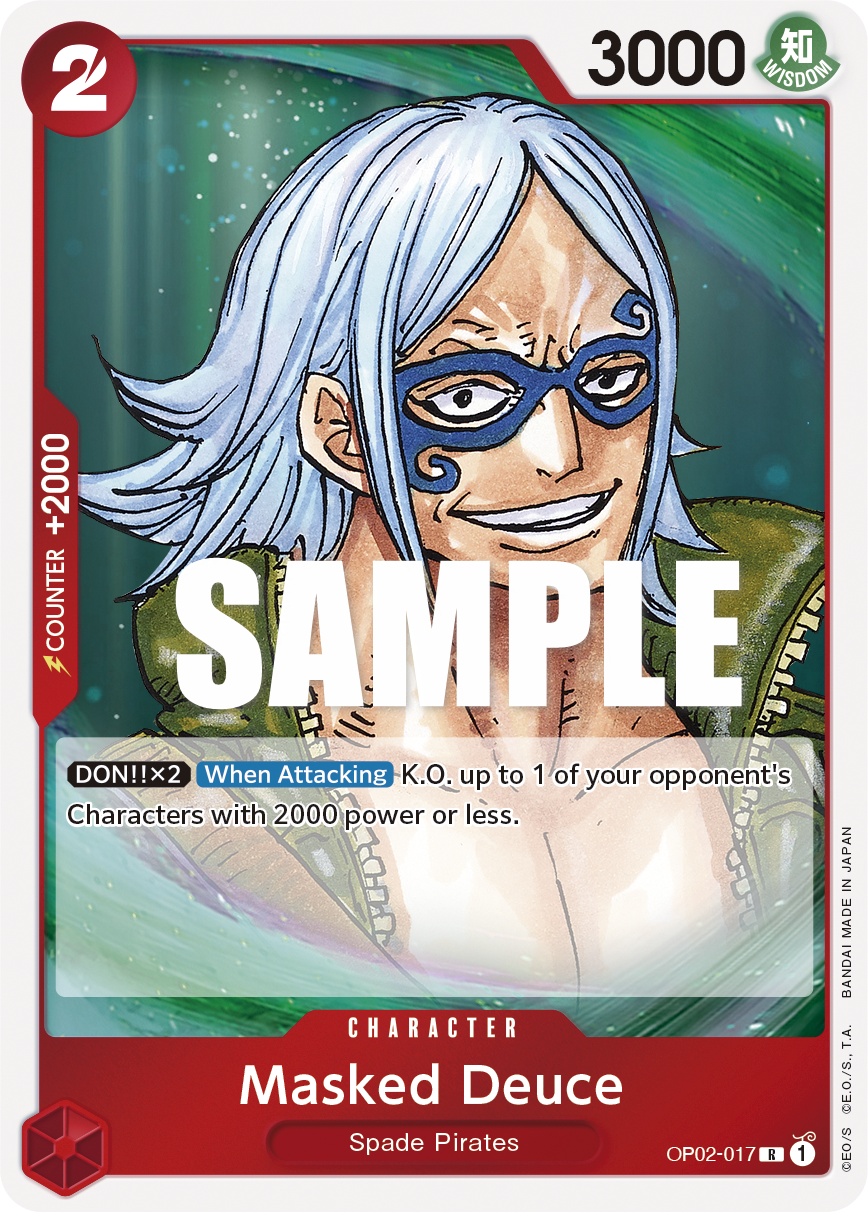 2
3000
知
WISDOM
COUNTER +2000
SAMPLE
DON!!×2 When Attacking K.O. up to 1 of your opponent's
Characters with 2000 power or less.
CHARACTER
Masked Deuce
Spade Pirates
OP02-017 R 1
©EO/S ©E.O./S., T.A. BANDAI MADE IN JAPAN